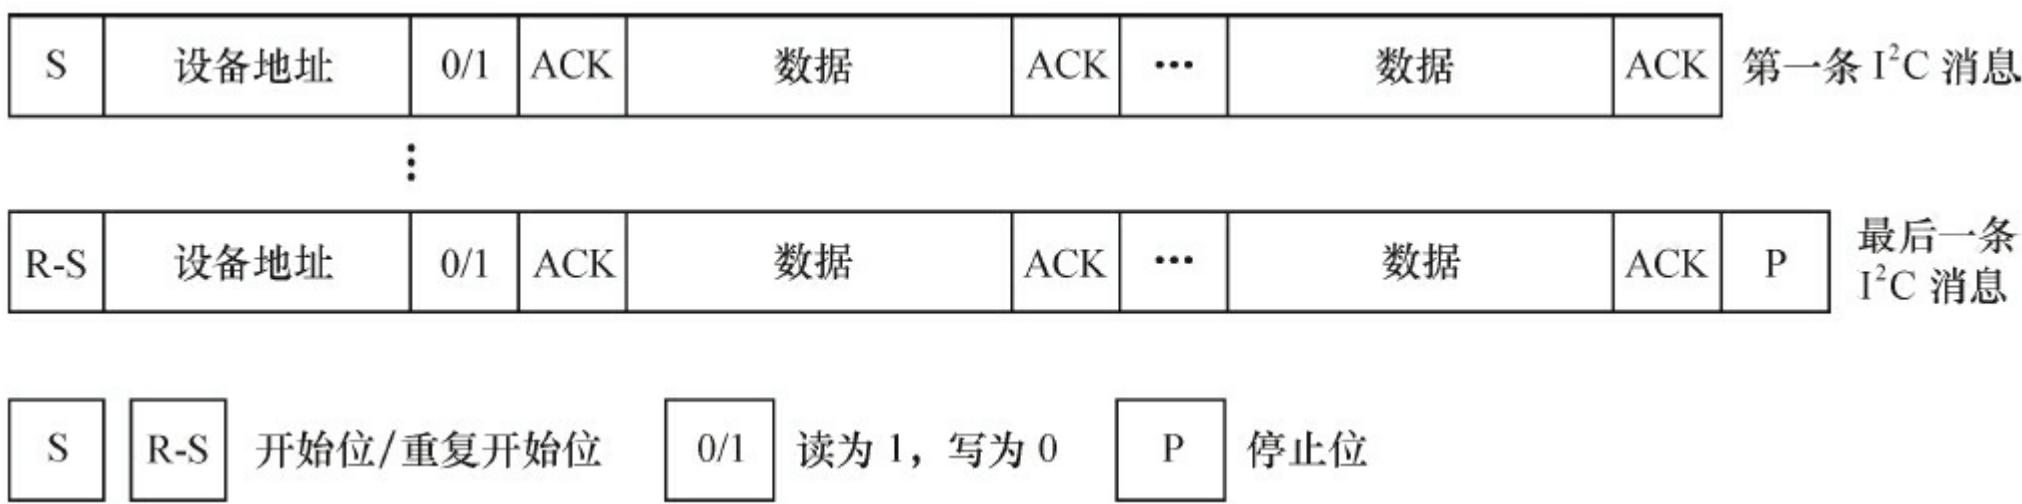 S 设备地址 0/1 ACK 数据 ACK ... 数据 ACK 第一条 I²C 消息
⋮
R-S 设备地址 0/1 ACK 数据 ACK ... 数据 ACK P 最后一条
I²C 消息
S R-S 开始位/重复开始位 0/1 读为 1，写为 0 P 停止位